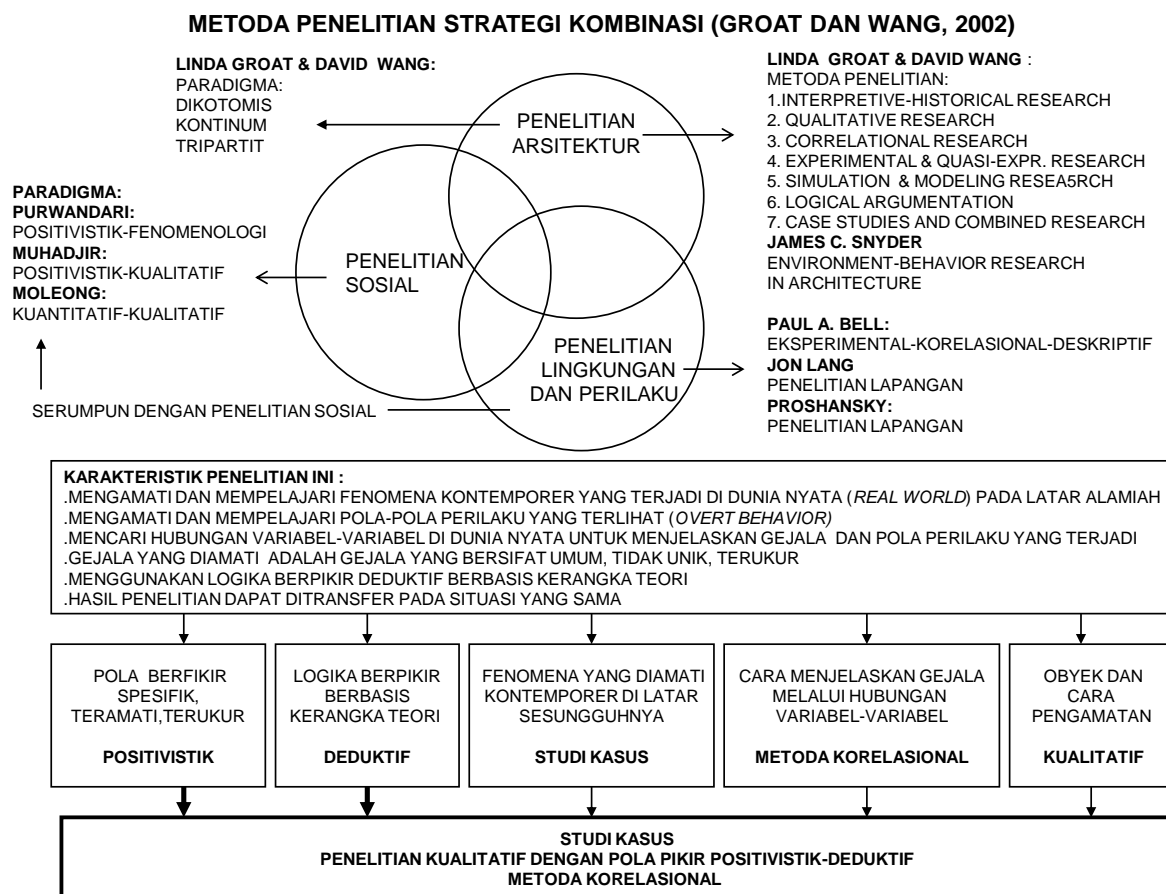 METODA PENELITIAN STRATEGI KOMBINASI (GROAT DAN WANG, 2002)
LINDA GROAT & DAVID WANG:
PARADIGMA:
DIKOTOMIS
KONTINUM
TRIPARTIT
PENELITIAN
ARSITEKTUR
LINDA GROAT & DAVID WANG :
METODA PENELITIAN:
1.INTERPRETIVE-HISTORICAL RESEARCH
2. QUALITATIVE RESEARCH
3. CORRELATIONAL RESEARCH
4. EXPERIMENTAL & QUASI-EXPR. RESEARCH
5. SIMULATION & MODELING RESEA5RCH
6. LOGICAL ARGUMENTATION
7. CASE STUDIES AND COMBINED RESEARCH
JAMES C. SNYDER
ENVIRONMENT-BEHAVIOR RESEARCH
IN ARCHITECTURE
PARADIGMA:
PURWANDARI:
POSITIVISTIK-FENOMENOLOGI
MUHADJIR:
POSITIVISTIK-KUALITATIF
MOLEONG:
KUANTITATIF-KUALITATIF
PENELITIAN
SOSIAL
PENELITIAN
LINGKUNGAN
DAN PERILAKU
PAUL A. BELL:
EKSPERIMENTAL-KORELASIONAL-DESKRIPTIF
JON LANG
PENELITIAN LAPANGAN
PROSHANSKY:
PENELITIAN LAPANGAN
SERUMPUN DENGAN PENELITIAN SOSIAL
KARAKTERISTIK PENELITIAN INI :
.MENGAMATI DAN MEMPELAJARI FENOMENA KONTEMPORER YANG TERJADI DI DUNIA NYATA (REAL WORLD) PADA LATAR ALAMIAH
.MENGAMATI DAN MEMPELAJARI POLA-POLA PERILAKU YANG TERLIHAT (OVERT BEHAVIOR)
.MENCARI HUBUNGAN VARIABEL-VARIABEL DI DUNIA NYATA UNTUK MENJELASKAN GEJALA DAN POLA PERILAKU YANG TERJADI
.GEJALA YANG DIAMATI ADALAH GEJALA YANG BERSIFAT UMUM, TIDAK UNIK, TERUKUR
.MENGGUNAKAN LOGIKA BERPIKIR DEDUKTIF BERBASIS KERANGKA TEORI
.HASIL PENELITIAN DAPAT DITRANSFER PADA SITUASI YANG SAMA
POLA BERFIKIR
SPESIFIK,
TERAMATI,TERUKUR
POSITIVISTIK
LOGIKA BERPIKIR
BERBASIS
KERANGKA TEORI
DEDUKTIF
FENOMENA YANG DIAMATI
KONTEMPORER DI LATAR
SESUNGGUHNYA
STUDI KASUS
CARA MENJELASKAN GEJALA
MELALUI HUBUNGAN
VARIABEL-VARIABEL
METODA KORELASIONAL
OBYEK DAN
CARA
PENGAMATAN
KUALITATIF
STUDI KASUS
PENELITIAN KUALITATIF DENGAN POLA PIKIR POSITIVISTIK-DEDUKTIF
METODA KORELASIONAL